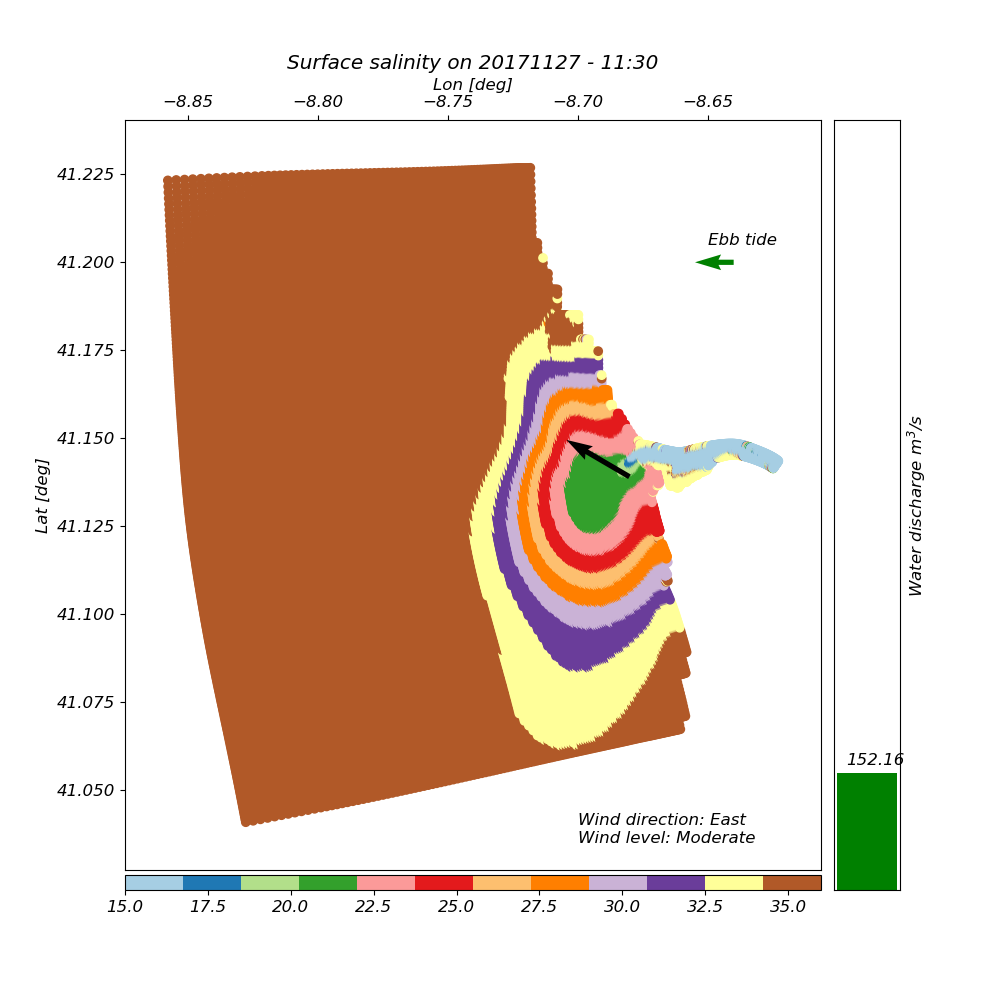 Surface salinity on 20171127 - 11:30
Lon [deg]
−8.85 −8.80 −8.75 −8.70 −8.65
41.225
41.200
41.175
41.150
41.125
41.100
41.075
41.050
Lat [deg]
Ebb tide
Wind direction: East
Wind level: Moderate
152.16
Water discharge m³/s
15.0 17.5 20.0 22.5 25.0 27.5 30.0 32.5 35.0